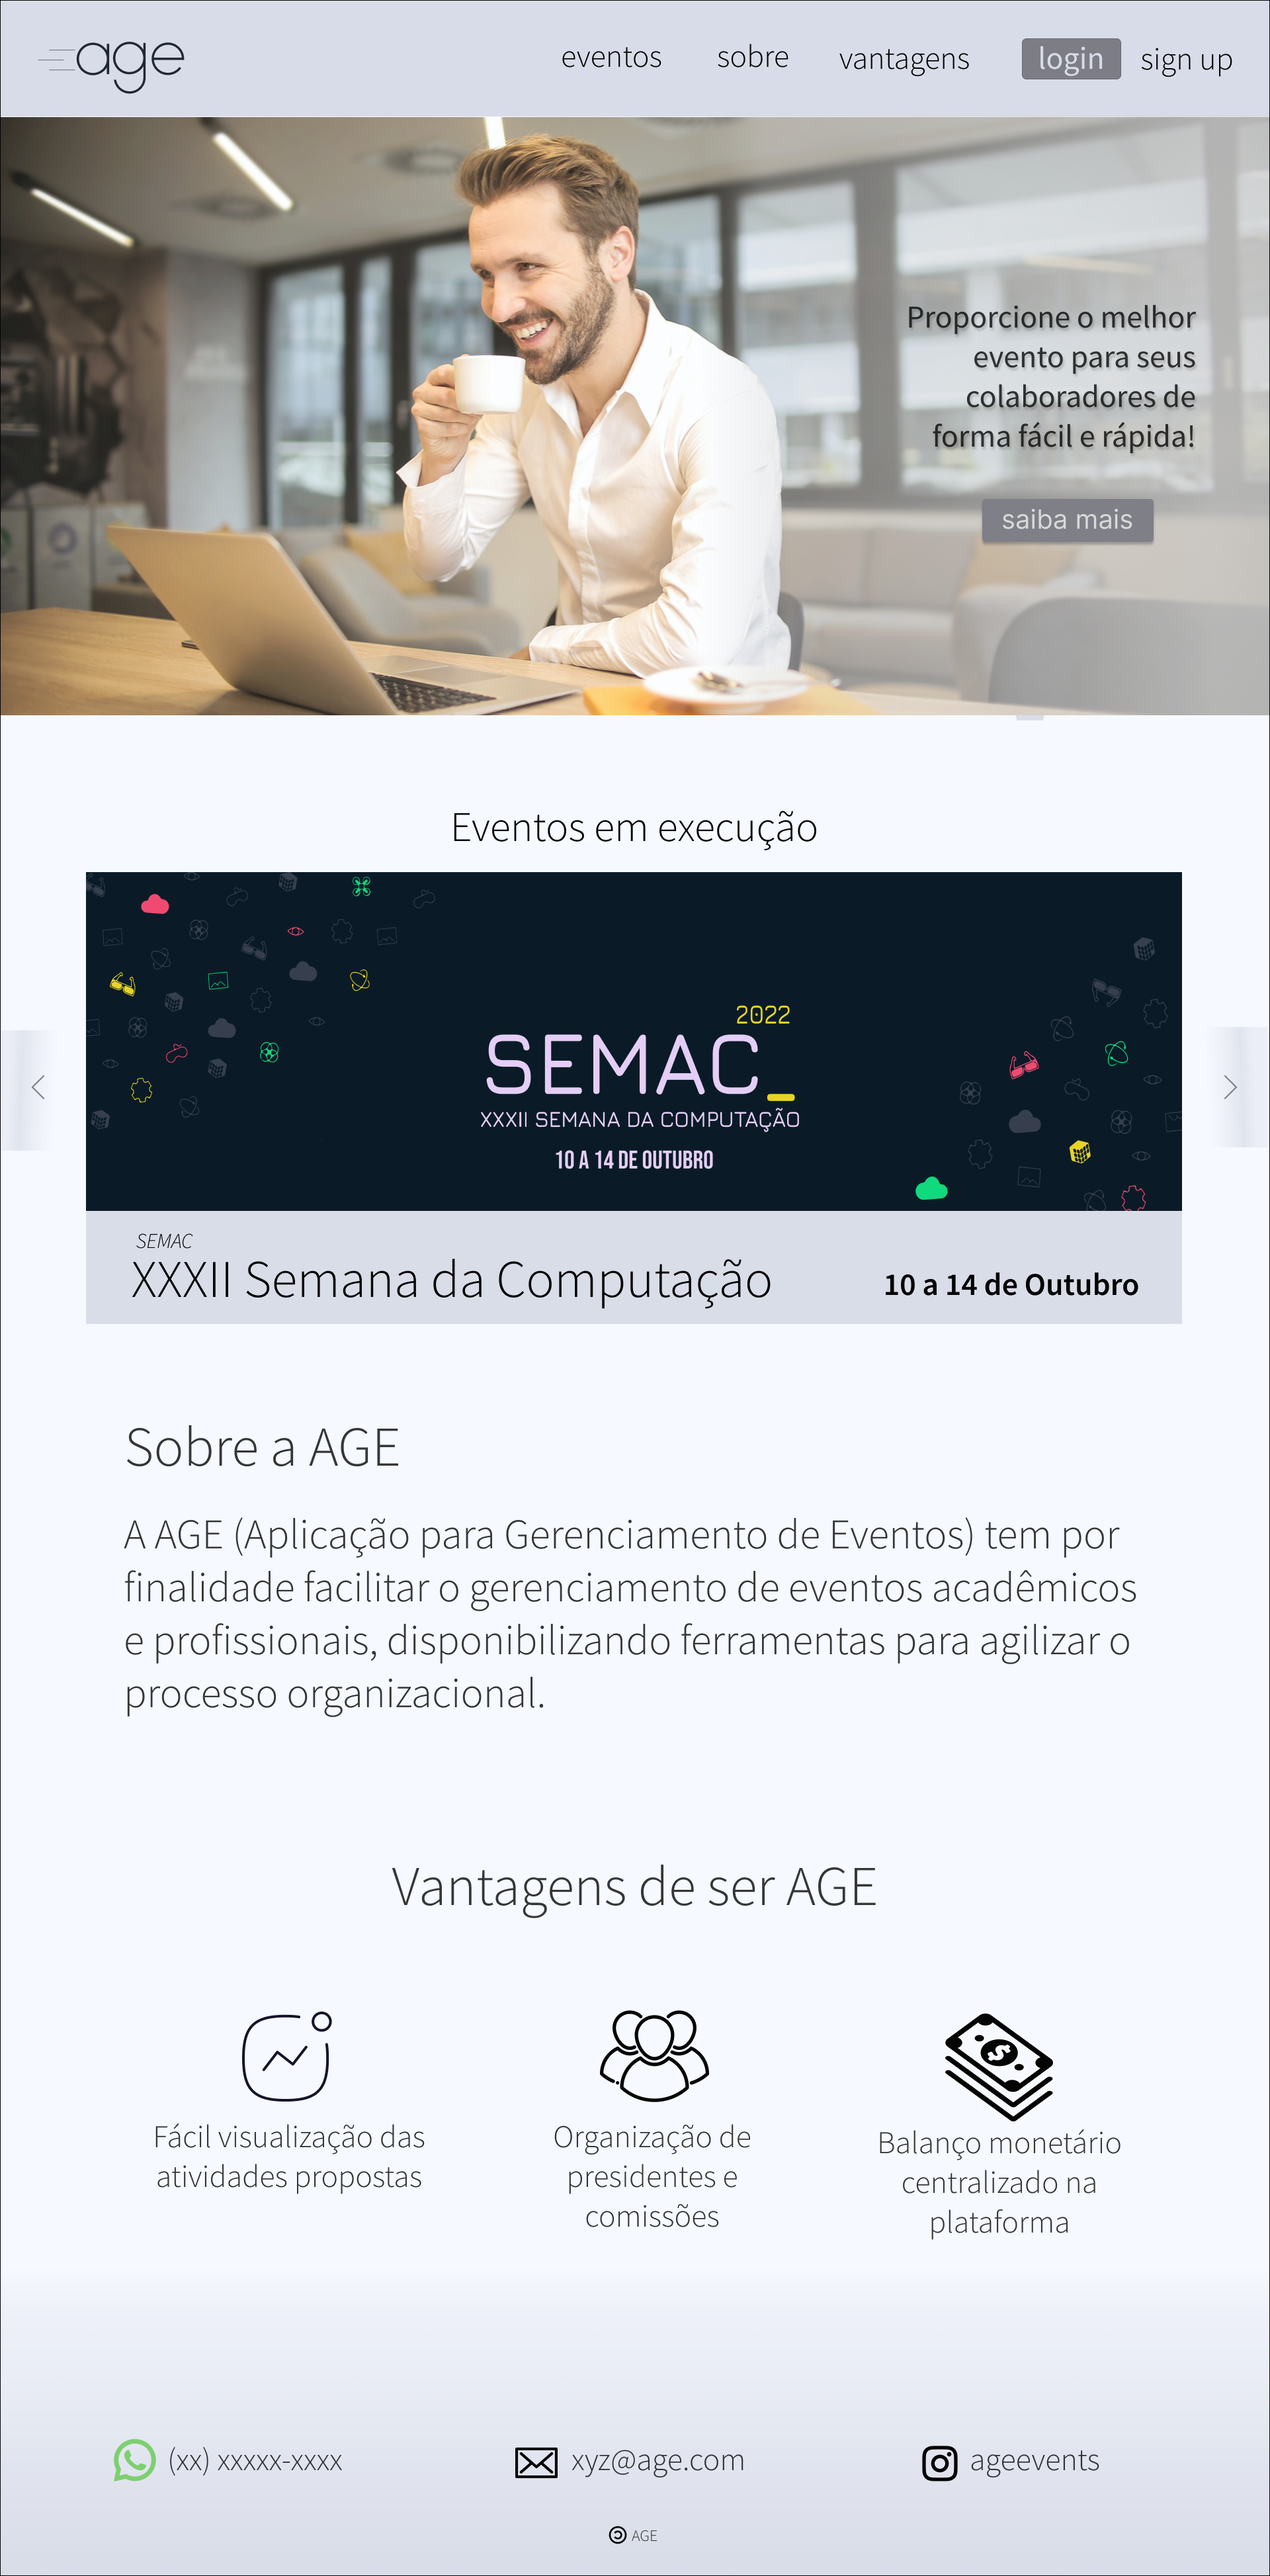 age
eventos
sobre
vantagens
login
sign up
Proporcione o melhor
evento para seus
colaboradores de
forma fácil e rápida!
saiba mais
Eventos em execução
2022
SEMAC_
XXXII SEMANA DA COMPUTAÇÃO
10 A 14 DE OUTUBRO
SEMAC
XXXII Semana da Computação
10 a 14 de Outubro
Sobre a AGE
A AGE (Aplicação para Gerenciamento de Eventos) tem por
finalidade facilitar o gerenciamento de eventos acadêmicos
e profissionais, disponibilizando ferramentas para agilizar o
processo organizacional.
Vantagens de ser AGE
Fácil visualização das
atividades propostas
Organização de
presidentes e
comissões
Balanço monetário
centralizado na
plataforma
(xx) xxxxx-xxxx
xyz@age.com
ageevents
AGE